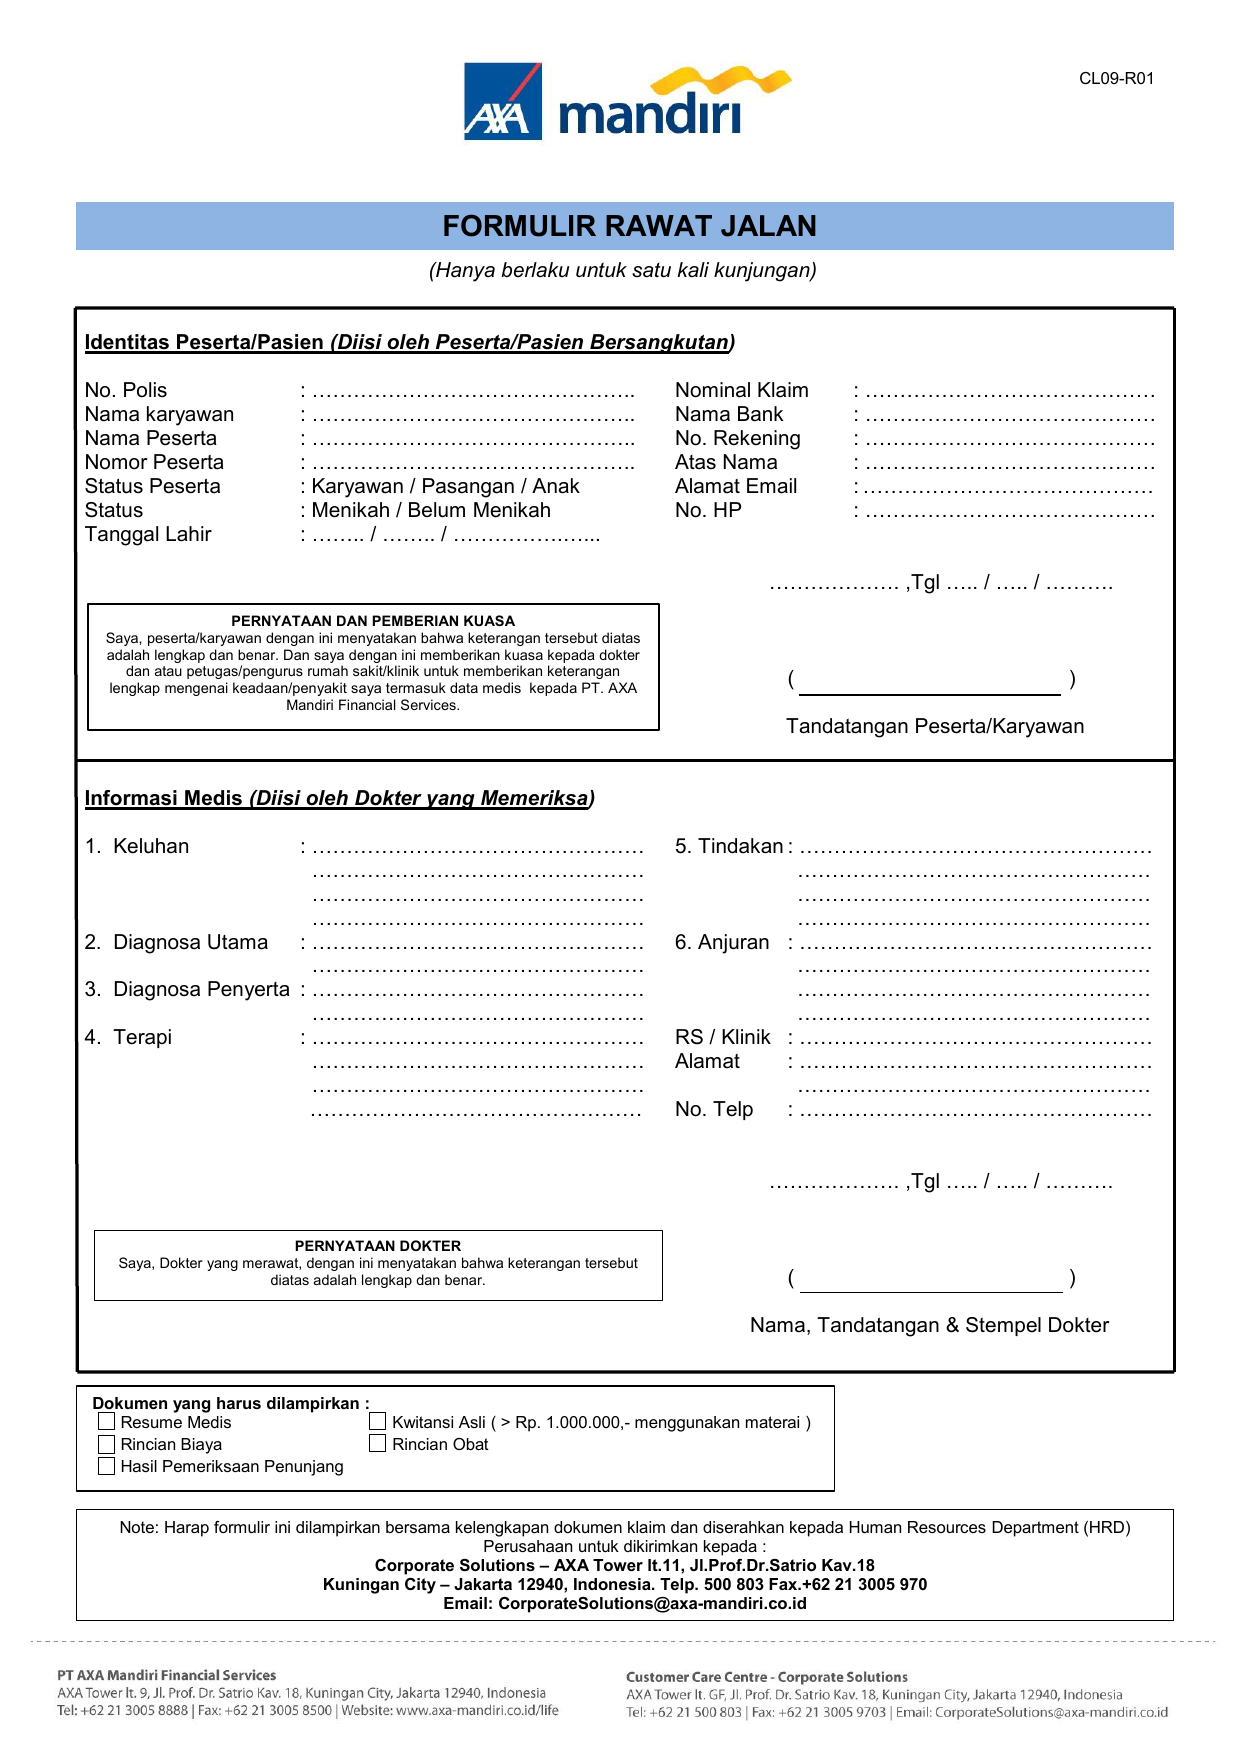 AXA mandiri
CL09-R01
FORMULIR RAWAT JALAN
(Hanya berlaku untuk satu kali kunjungan)
Identitas Peserta/Pasien (Diisi oleh Peserta/Pasien Bersangkutan)
No. Polis : ……………………………………….. Nominal Klaim : ……………………………………
Nama karyawan : ……………………………………….. Nama Bank : ……………………………………
Nama Peserta : ……………………………………….. No. Rekening : ……………………………………
Nomor Peserta : ……………………………………….. Atas Nama : ……………………………………
Status Peserta : Karyawan / Pasangan / Anak Alamat Email : ……………………………………
Status : Menikah / Belum Menikah No. HP : ……………………………………
Tanggal Lahir : …….. / …….. / …………….…...
………………. ,Tgl ….. / ….. / ……….
PERNYATAAN DAN PEMBERIAN KUASA
Saya, peserta/karyawan dengan ini menyatakan bahwa keterangan tersebut diatas
adalah lengkap dan benar. Dan saya dengan ini memberikan kuasa kepada dokter
dan atau petugas/pengurus rumah sakit/klinik untuk memberikan keterangan
lengkap mengenai keadaan/penyakit saya termasuk data medis kepada PT. AXA
Mandiri Financial Services.
( )
Tandatangan Peserta/Karyawan
Informasi Medis (Diisi oleh Dokter yang Memeriksa)
1. Keluhan : ………………………………………… 5. Tindakan : ……………………………………………
………………………………………… ……………………………………………
………………………………………… ……………………………………………
………………………………………… ……………………………………………
2. Diagnosa Utama : ………………………………………… 6. Anjuran : ……………………………………………
………………………………………… ……………………………………………
3. Diagnosa Penyerta : ………………………………………… ……………………………………………
………………………………………… ……………………………………………
4. Terapi : ………………………………………… RS / Klinik : ……………………………………………
………………………………………… Alamat : ……………………………………………
………………………………………… ……………………………………………
………………………………………… No. Telp : ……………………………………………
………………. ,Tgl ….. / ….. / ……….
PERNYATAAN DOKTER
Saya, Dokter yang merawat, dengan ini menyatakan bahwa keterangan tersebut
diatas adalah lengkap dan benar.
( )
Nama, Tandatangan & Stempel Dokter
Dokumen yang harus dilampirkan :
Resume Medis Kwitansi Asli ( > Rp. 1.000.000,- menggunakan materai )
Rincian Biaya Rincian Obat
Hasil Pemeriksaan Penunjang
Note: Harap formulir ini dilampirkan bersama kelengkapan dokumen klaim dan diserahkan kepada Human Resources Department (HRD)
Perusahaan untuk dikirimkan kepada :
Corporate Solutions – AXA Tower lt.11, Jl.Prof.Dr.Satrio Kav.18
Kuningan City – Jakarta 12940, Indonesia. Telp. 500 803 Fax.+62 21 3005 970
Email: CorporateSolutions@axa-mandiri.co.id
PT AXA Mandiri Financial Services
AXA Tower lt. 9, Jl. Prof. Dr. Satrio Kav. 18, Kuningan City, Jakarta 12940, Indonesia
Tel: +62 21 3005 8888 | Fax: +62 21 3005 8500 | Website: www.axa-mandiri.co.id/life
Customer Care Centre - Corporate Solutions
AXA Tower lt. GF, Jl. Prof. Dr. Satrio Kav. 18, Kuningan City, Jakarta 12940, Indonesia
Tel: +62 21 500 803 | Fax: +62 21 3005 9703 | Email: CorporateSolutions@axa-mandiri.co.id